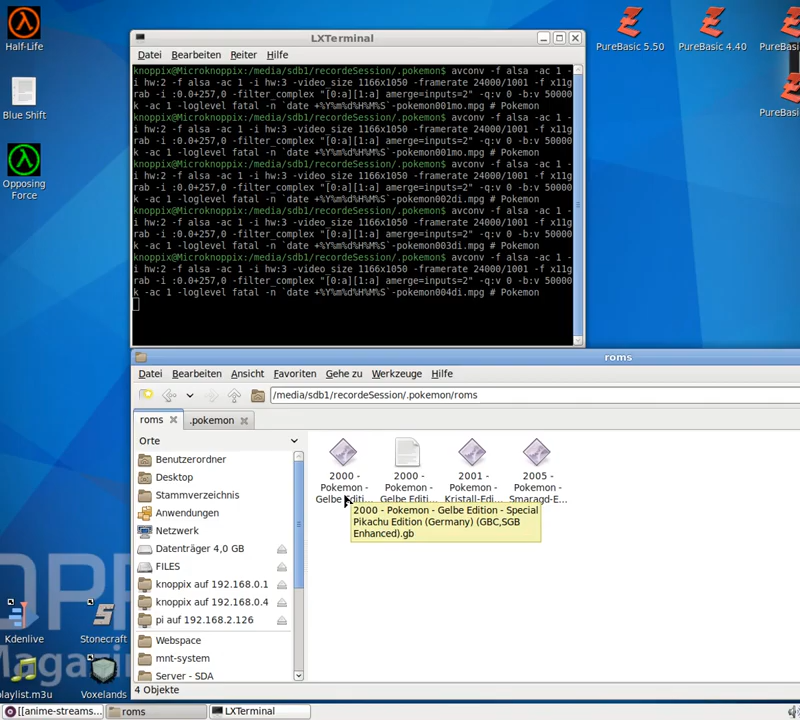 Half-Life
Blue Shift
Opposing
Force
PureBasic 5.50
PureBasic 4.40
PureBasi
PureBasi
LXTerminal
Datei Bearbeiten Reiter Hilfe
knoppix@Microknoppix:/media/sdb1/recordeSession/.pokemon$ avconv -f alsa -ac 1 -
i hw:2 -f alsa -ac 1 -i hw:3 -video_size 1166x1050 -framerate 24000/1001 -f x11g
rab -i :0.0+257,0 -filter_complex "[0:a][1:a] amerge=inputs=2" -q:v 0 -b:v 50000
k -ac 1 -loglevel fatal -n `date +%Y%m%d%H%M%S`-pokemon001mo.mpg # Pokemon
knoppix@Microknoppix:/media/sdb1/recordeSession/.pokemon$ avconv -f alsa -ac 1 -
i hw:2 -f alsa -ac 1 -i hw:3 -video_size 1166x1050 -framerate 24000/1001 -f x11g
rab -i :0.0+257,0 -filter_complex "[0:a][1:a] amerge=inputs=2" -q:v 0 -b:v 50000
k -ac 1 -loglevel fatal -n `date +%Y%m%d%H%M%S`-pokemon001mo.mpg # Pokemon
knoppix@Microknoppix:/media/sdb1/recordeSession/.pokemon$ avconv -f alsa -ac 1 -
i hw:2 -f alsa -ac 1 -i hw:3 -video_size 1166x1050 -framerate 24000/1001 -f x11g
rab -i :0.0+257,0 -filter_complex "[0:a][1:a] amerge=inputs=2" -q:v 0 -b:v 50000
k -ac 1 -loglevel fatal -n `date +%Y%m%d%H%M%S`-pokemon002di.mpg # Pokemon
knoppix@Microknoppix:/media/sdb1/recordeSession/.pokemon$ avconv -f alsa -ac 1 -
i hw:2 -f alsa -ac 1 -i hw:3 -video_size 1166x1050 -framerate 24000/1001 -f x11g
rab -i :0.0+257,0 -filter_complex "[0:a][1:a] amerge=inputs=2" -q:v 0 -b:v 50000
k -ac 1 -loglevel fatal -n `date +%Y%m%d%H%M%S`-pokemon003di.mpg # Pokemon
knoppix@Microknoppix:/media/sdb1/recordeSession/.pokemon$ avconv -f alsa -ac 1 -
i hw:2 -f alsa -ac 1 -i hw:3 -video_size 1166x1050 -framerate 24000/1001 -f x11g
rab -i :0.0+257,0 -filter_complex "[0:a][1:a] amerge=inputs=2" -q:v 0 -b:v 50000
k -ac 1 -loglevel fatal -n `date +%Y%m%d%H%M%S`-pokemon004di.mpg # Pokemon
roms
Datei Bearbeiten Ansicht Favoriten Gehe zu Werkzeuge Hilfe
/media/sdb1/recordeSession/.pokemon/roms
roms .pokemon
Orte
Benutzerordner
Desktop
Stammverzeichnis
Anwendungen
Netzwerk
Datenträger 4,0 GB
FILES
knoppix auf 192.168.0.1
knoppix auf 192.168.0.4
pi auf 192.168.2.126
Webspace
mnt-system
Server - SDA
2000 -
Pokemon -
Gelbe Editi...
2000 -
Pokemon -
Gelbe Editi...
2001 -
Pokemon -
Kristall-Edi...
2005 -
Pokemon -
Smaragd-E...
2000 - Pokemon - Gelbe Edition - Special
Pikachu Edition (Germany) (GBC,SGB
Enhanced).gb
4 Objekte
Kdenlive
Stonecraft
playlist.m3u
Voxelands
Magazin
[[anime-streams... roms LXTerminal